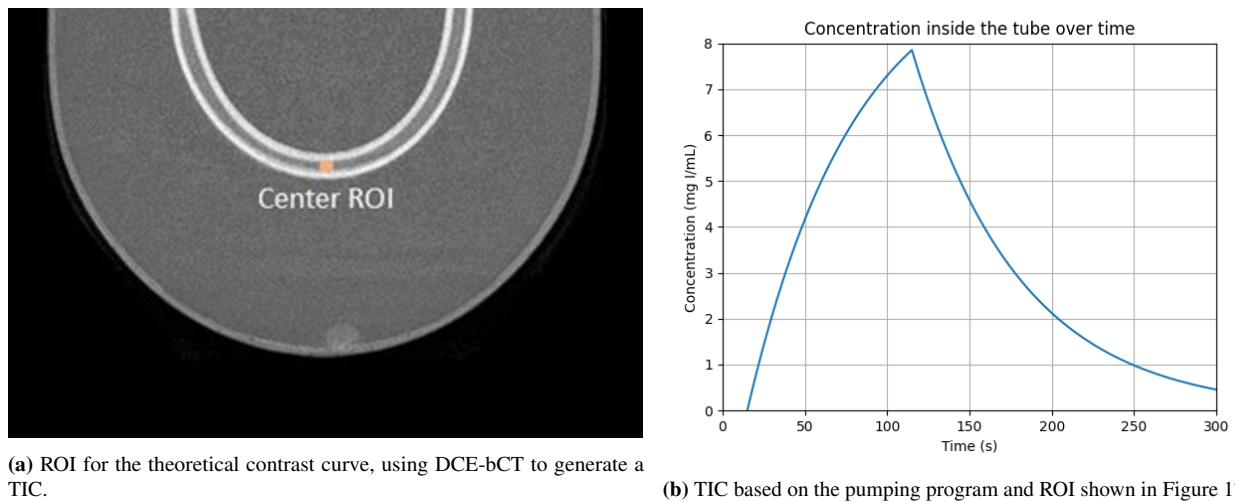 Center ROI
(a) ROI for the theoretical contrast curve, using DCE-bCT to generate a
TIC.
Concentration inside the tube over time
Concentration (mg I/mL)
8
7
6
5
4
3
2
1
0
0 50 100 150 200 250 300
Time (s)
(b) TIC based on the pumping program and ROI shown in Figure